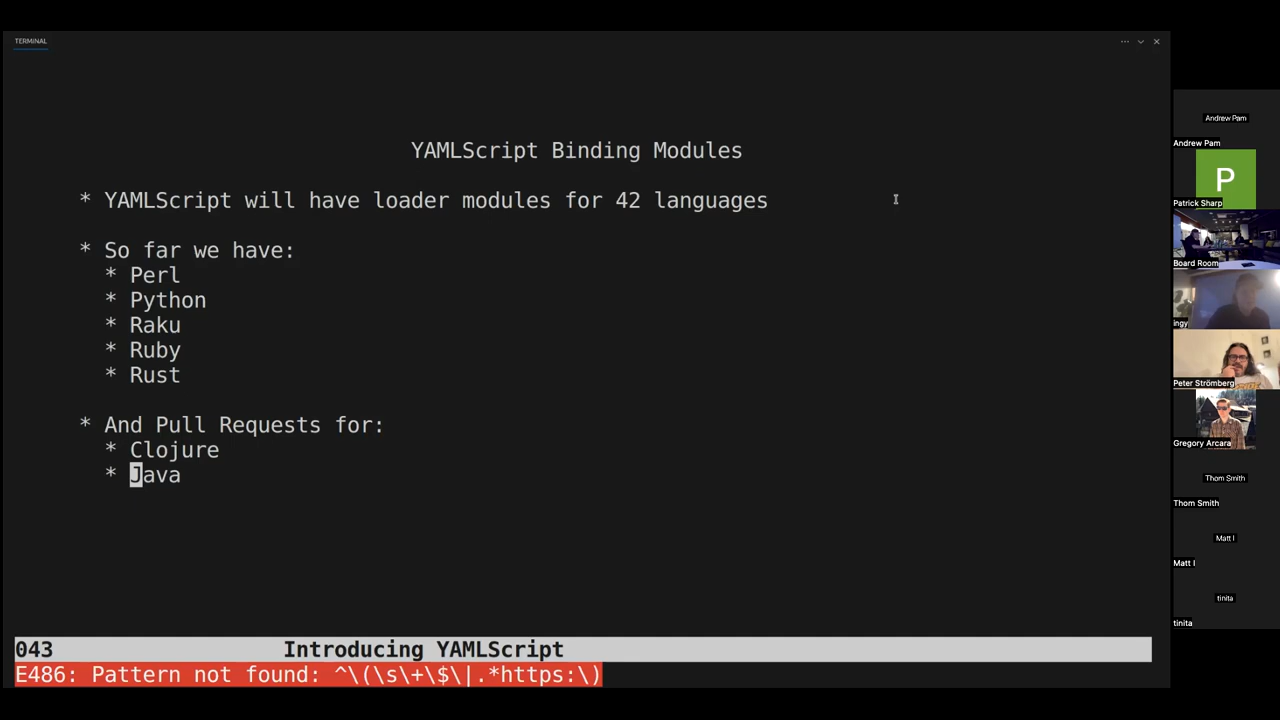 TERMINAL
YAMLScript Binding Modules
* YAMLScript will have loader modules for 42 languages
* So far we have:
* Perl
* Python
* Raku
* Ruby
* Rust
* And Pull Requests for:
* Clojure
* Java
043 Introducing YAMLScript
E486: Pattern not found: ^\(\s\+\$\|.*https:\)
Andrew Pam
Andrew Pam
P
Patrick Sharp
Board Room
ingy
Peter Strömberg
Gregory Arcara
Thom Smith
Thom Smith
Matt I
Matt I
tinita
tinita